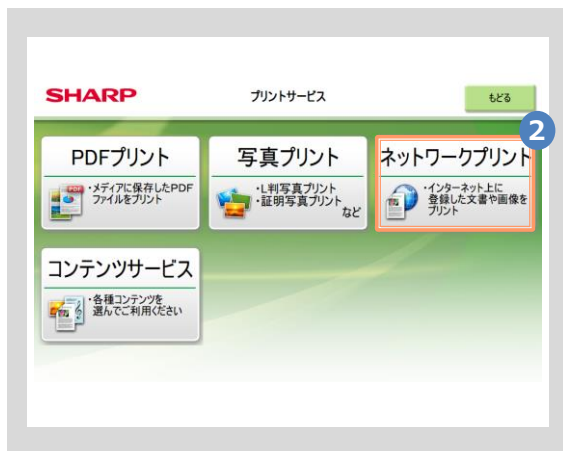 SHARP
プリントサービス
もどる
2
PDFプリント
・メディアに保存したPDF
ファイルをプリント
写真プリント
・L判写真プリント
・証明写真プリント
など
ネットワークプリント
・インターネット上に
登録した文書や画像を
プリント
コンテンツサービス
・各種コンテンツを
選んでご利用ください